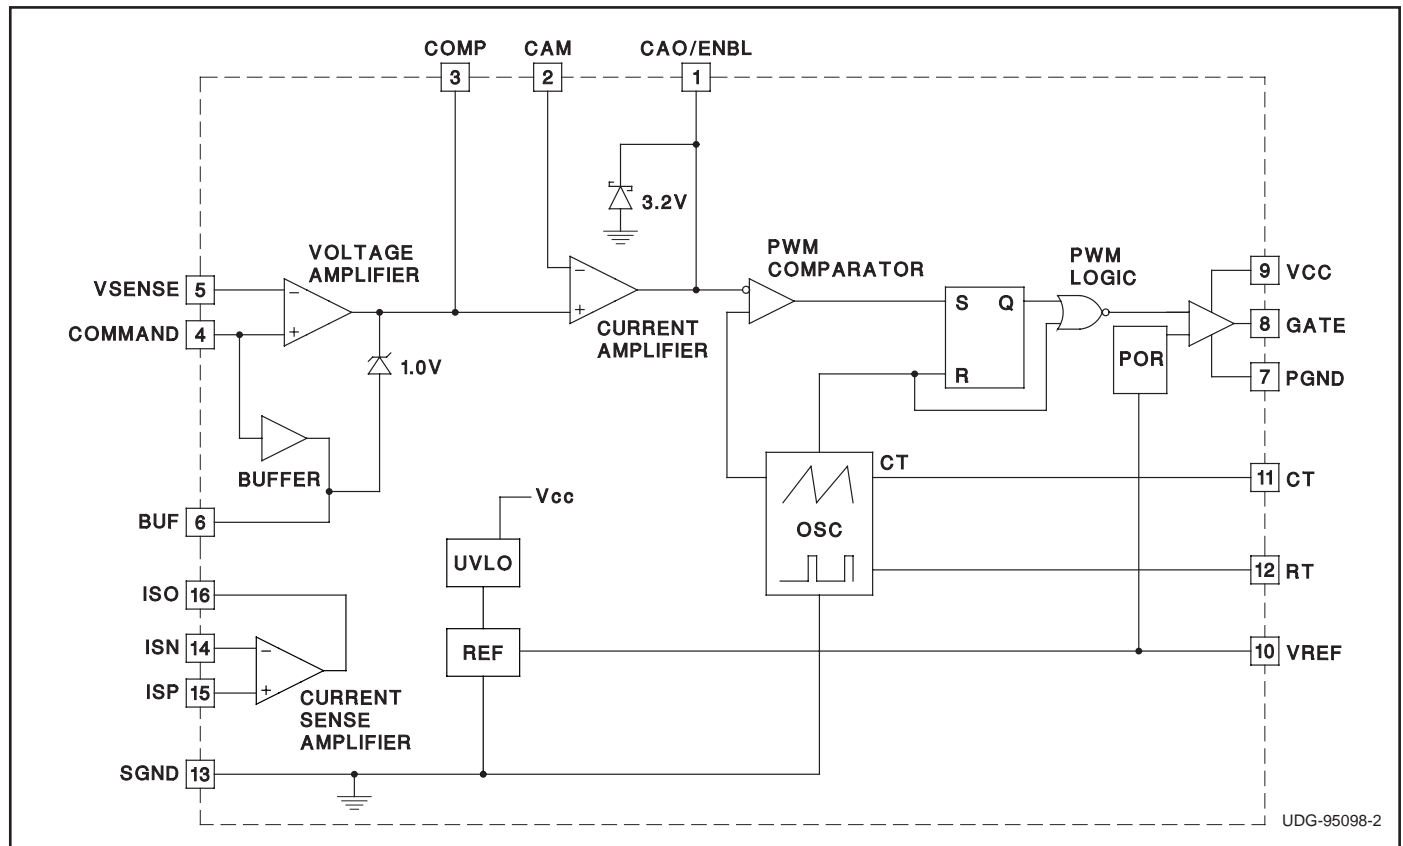 COMP
CAM
CAO/ENBL
3
2
1
3.2V
VOLTAGE
AMPLIFIER
PWM
COMPARATOR
PWM
LOGIC
VSENSE 5
-
COMMAND 4
+
-
+
CURRENT
AMPLIFIER
S Q
R
9 VCC
8 GATE
7 PGND
POR
1.0V
BUFFER
BUF 6
CT
OSC
11 CT
12 RT
Vcc
UVLO
REF
10 VREF
ISO 16
ISN 14
-
ISP 15
+
CURRENT
SENSE
AMPLIFIER
SGND 13
UDG-95098-2